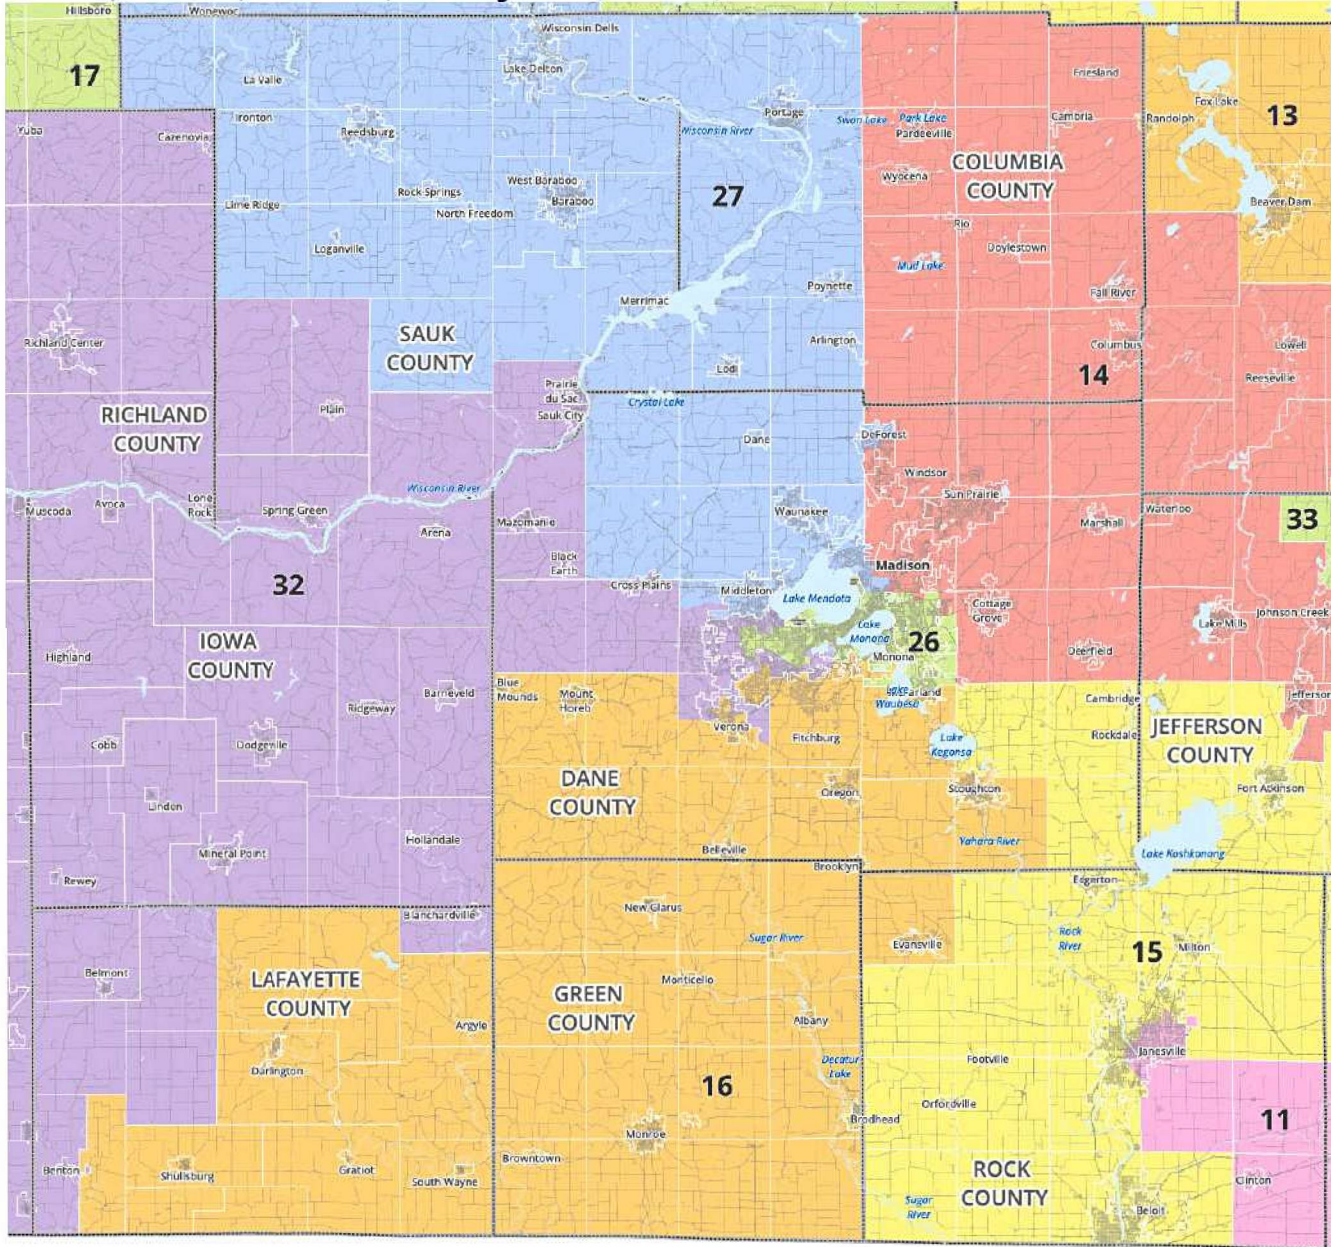 Hillsboro
Wonewoc
Wisconsin Dells
17
La Valle
Lake Delton
Friesland
Fox Lake
13
Yuba
Cazenovia
Ironton
Reedsburg
Portage
Wisconsin River
Swan Lake
Park Lake
Pardeeville
Cambria
Randolph
COLUMBIA
COUNTY
Wyocena
West Baraboo
Baraboo
Rock Springs
North Freedom
27
Lime Ridge
Loganville
Beaver Dam
Rio
Doylestown
Mud Lake
Merrimac
Poynette
Fall River
Richland Center
SAUK
COUNTY
Arlington
Columbus
Lowell
Lodi
14
Reeseville
Prairie
du Sac
Sauk City
Crystal Lake
RICHLAND
COUNTY
Plain
Dane
DeForest
Windsor
Sun Prairie
Wisconsin River
Muscoda
Avoca
Lone
Rock
Spring Green
Arena
Mazomanie
Waunakee
Marshall
Waterloo
33
Black
Earth
Madison
32
Cross Plains
Middleton
Lake Mendota
Cottage
Grove
Lake Mills
Johnson Creek
IOWA
COUNTY
Lake
Monona
26
Monona
Highland
Deerfield
Barneveld
Ridgeway
Blue
Mounds
Mount
Horeb
McFarland
Lake
Waubesa
Cambridge
Jefferson
Cobb
Dodgeville
Verona
Fitchburg
Lake
Kegonsa
Rockdale
JEFFERSON
COUNTY
DANE
COUNTY
Linden
Oregon
Stoughton
Fort Atkinson
Hollandale
Mineral Point
Belleville
Yahara River
Lake Koshkonong
Rewey
Brooklyn
Edgerton
Blanchardville
New Glarus
Sugar River
Evansville
Rock
River
15
Milton
Belmont
LAFAYETTE
COUNTY
GREEN
COUNTY
Monticello
Albany
Argyle
Darlington
Decatur
Lake
Footville
Janesville
16
Orfordville
11
Brodhead
Monroe
Benton
Shullsburg
Gratiot
South Wayne
Browntown
ROCK
COUNTY
Clinton
Sugar
River
Beloit